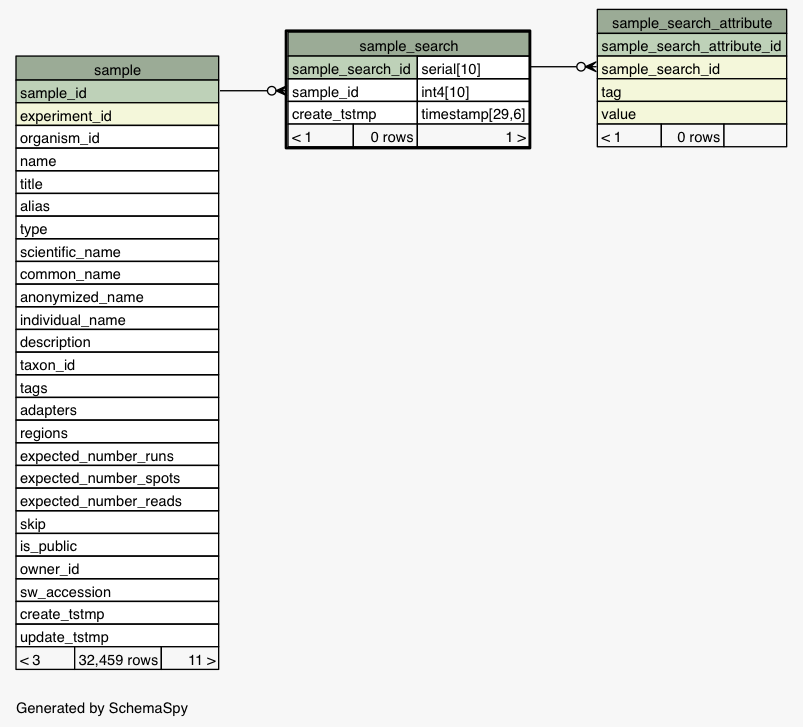 sample
sample_id
experiment_id
organism_id
name
title
alias
type
scientific_name
common_name
anonymized_name
individual_name
description
taxon_id
tags
adapters
regions
expected_number_runs
expected_number_spots
expected_number_reads
skip
is_public
owner_id
sw_accession
create_tstmp
update_tstmp
< 3 32,459 rows 11 >
sample_search
sample_search_id serial[10]
sample_id int4[10]
create_tstmp timestamp[29,6]
< 1 0 rows 1 >
sample_search_attribute
sample_search_attribute_id
sample_search_id
tag
value
< 1 0 rows
Generated by SchemaSpy